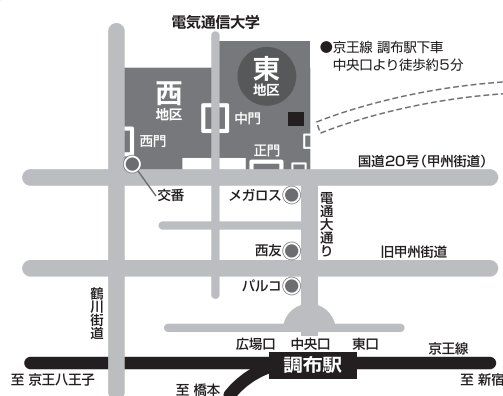 電気通信大学
●京王線 調布駅下車
中央口より徒歩約5分
東
地区
西
地区
中門
西門
正門
国道20号(甲州街道)
交番
メガロス
電通大通り
西友
旧甲州街道
パルコ
鶴川街道
広場口
中央口
東口
京王線
調布駅
至 京王八王子
至 橋本
至 新宿